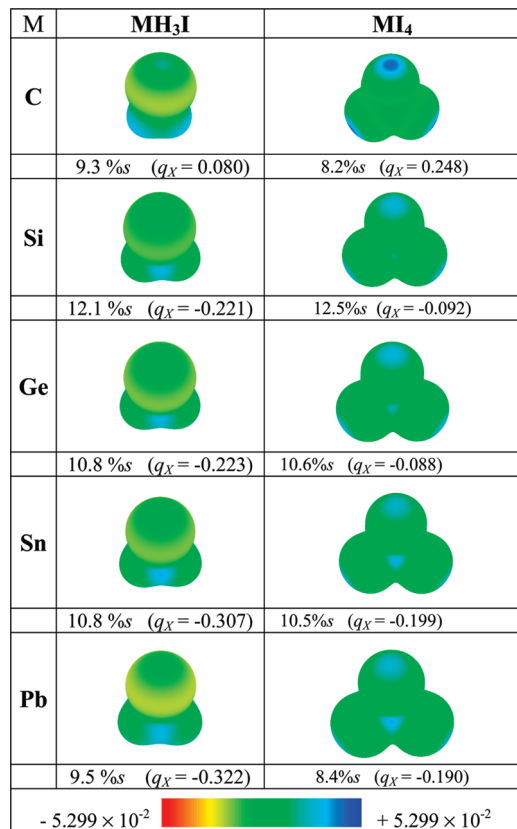 M MH₃I MI₄
C
9.3 %s (qX = 0.080) 8.2%s (qX = 0.248)
Si
12.1 %s (qX = -0.221) 12.5%s (qX = -0.092)
Ge
10.8 %s (qX = -0.223) 10.6%s (qX = -0.088)
Sn
10.8 %s (qX = -0.307) 10.5%s (qX = -0.199)
Pb
9.5 %s (qX = -0.322) 8.4%s (qX = -0.190)
- 5.299 × 10⁻² + 5.299 × 10⁻²